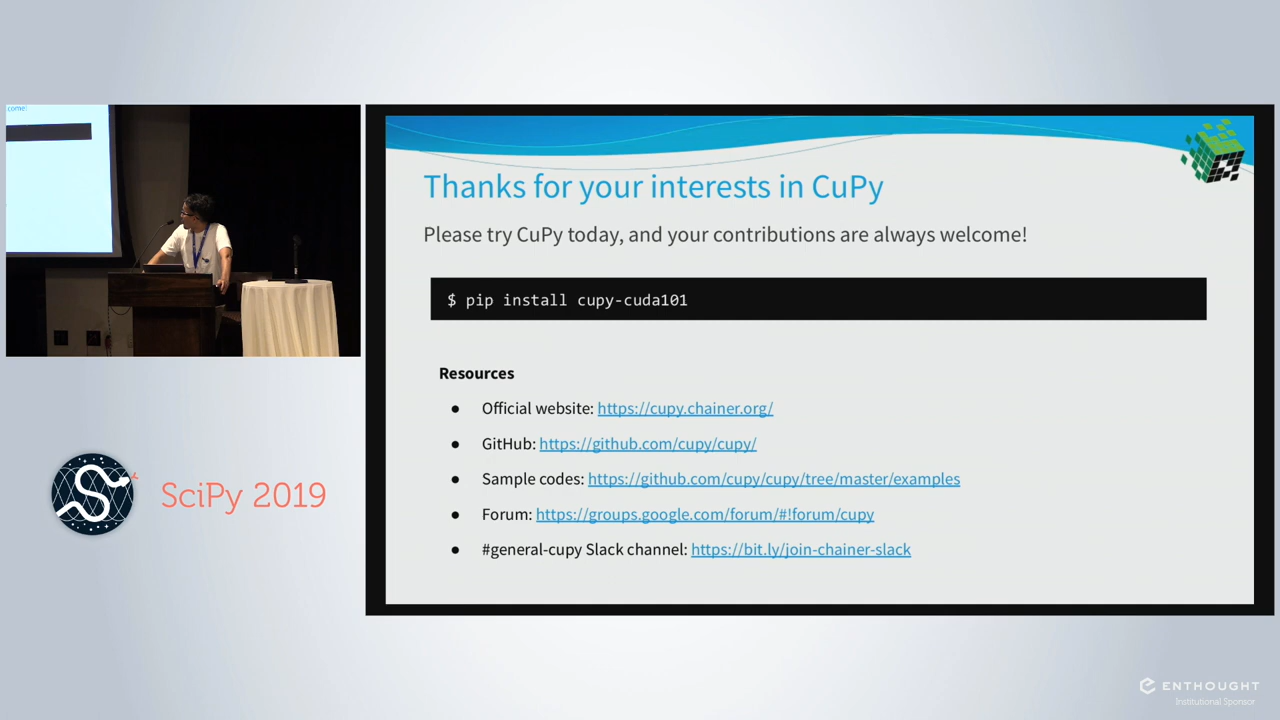 come!
Thanks for your interests in CuPy
Please try CuPy today, and your contributions are always welcome!
$ pip install cupy-cuda101
Resources
● Official website: https://cupy.chainer.org/
● GitHub: https://github.com/cupy/cupy/
● Sample codes: https://github.com/cupy/cupy/tree/master/examples
● Forum: https://groups.google.com/forum/#!forum/cupy
● #general-cupy Slack channel: https://bit.ly/join-chainer-slack
SciPy 2019
ENTHOUGHT
Institutional Sponsor